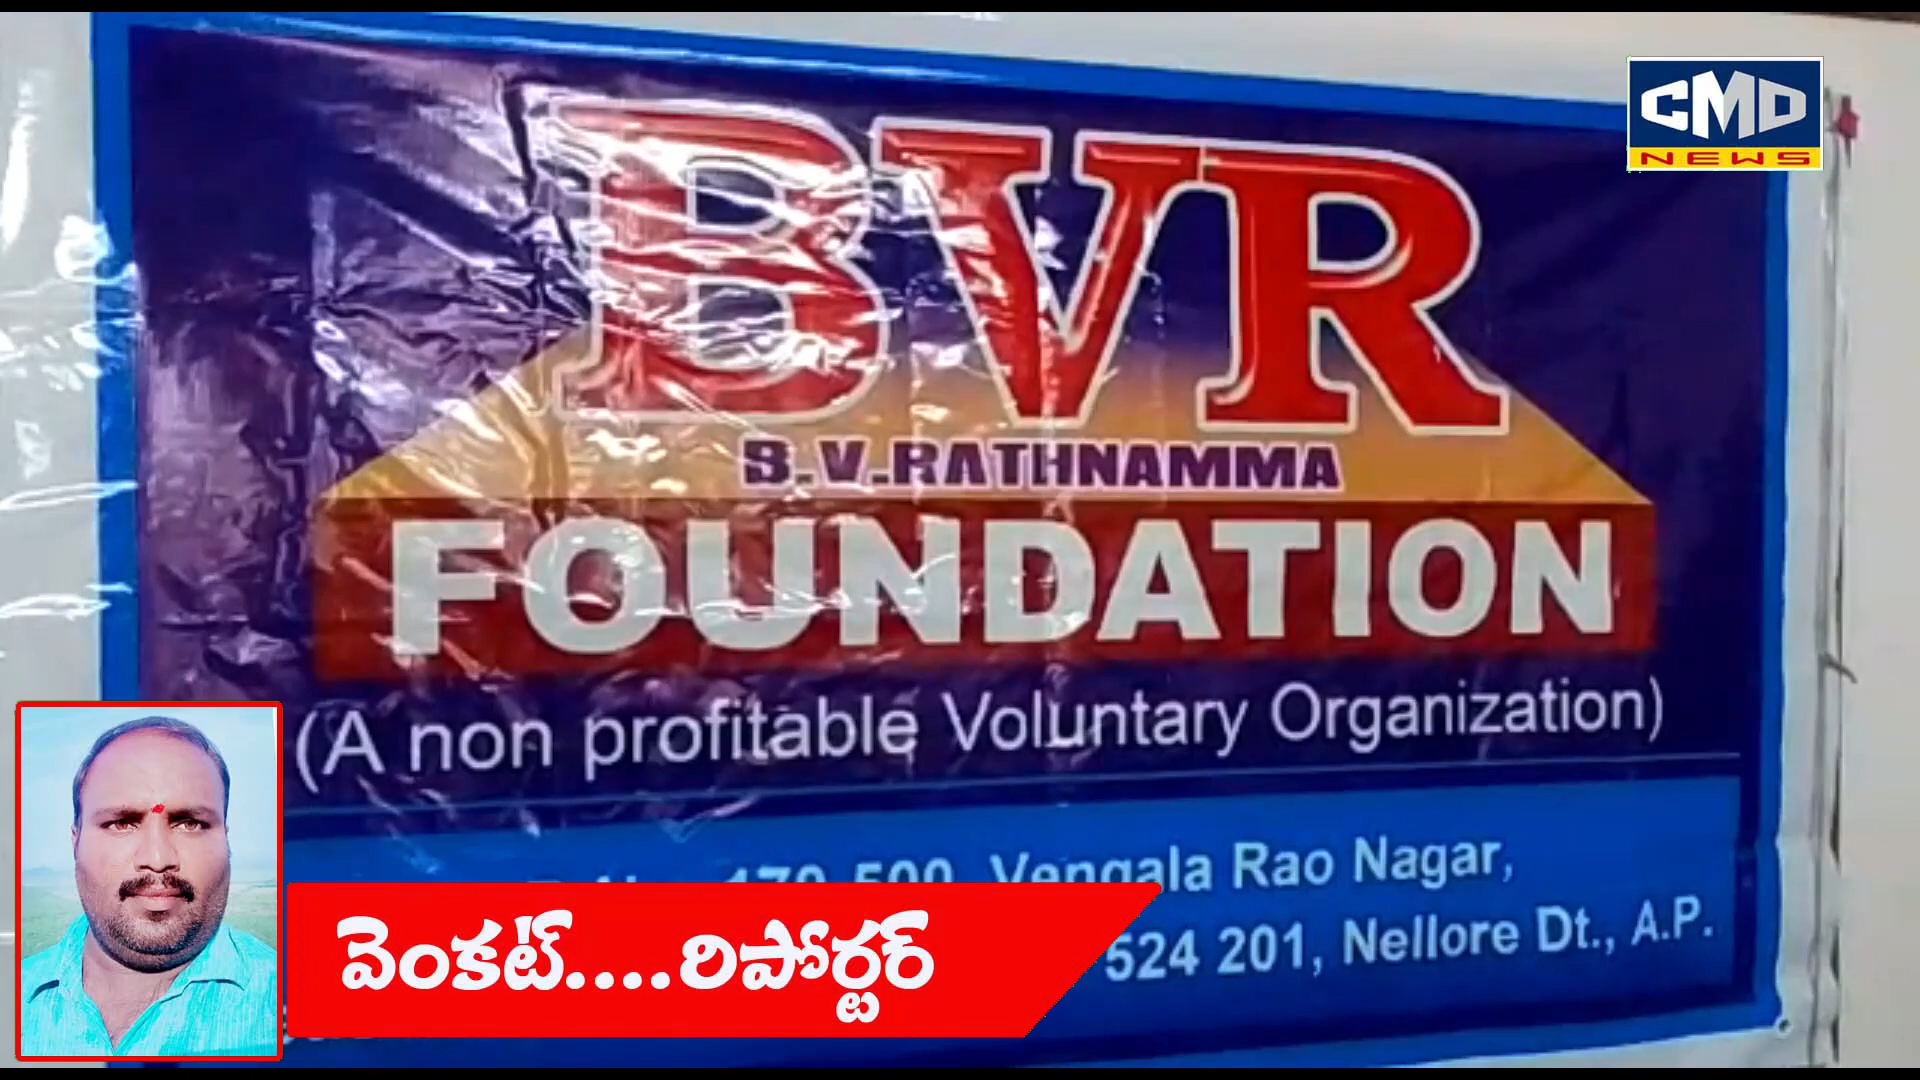 CMD
NEWS
BVR
B.V.RATHNAMMA
FOUNDATION
(A non profitable Voluntary Organization)
Vengala Rao Nagar,
524 201, Nellore Dt., A.P.
వెంకట్....రిపోర్టర్